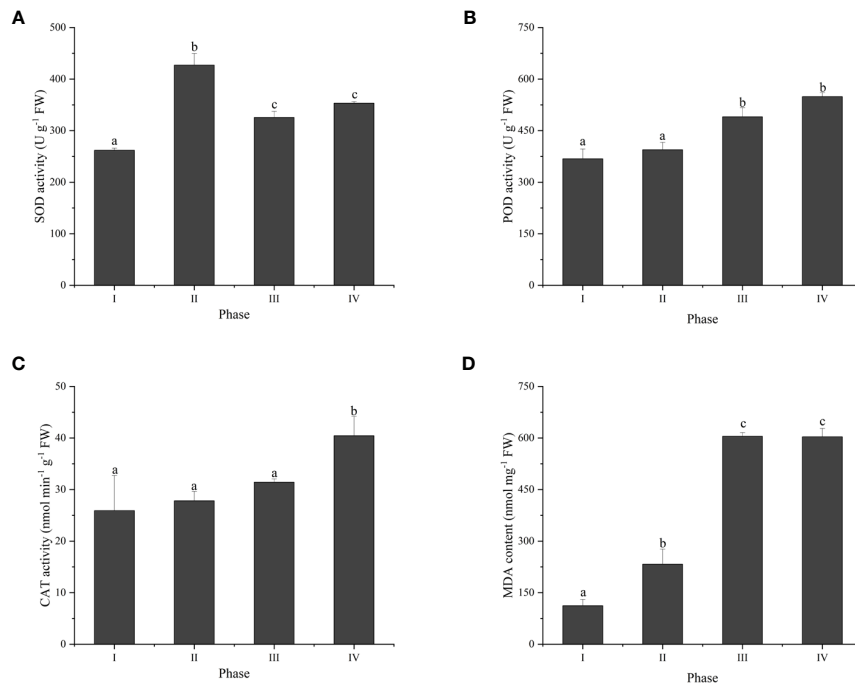 A
SOD activity (U g⁻¹ FW)
500
400
300
200
100
0
a
b
c
c
I
II
III
IV
Phase
B
POD activity (U g⁻¹ FW)
750
600
450
300
150
0
a
a
b
b
I
II
III
IV
Phase
C
CAT activity (nmol min⁻¹ g⁻¹ FW)
50
40
30
20
10
0
a
a
a
b
I
II
III
IV
Phase
D
MDA content (nmol mg⁻¹ FW)
750
600
450
300
150
0
a
b
c
c
I
II
III
IV
Phase